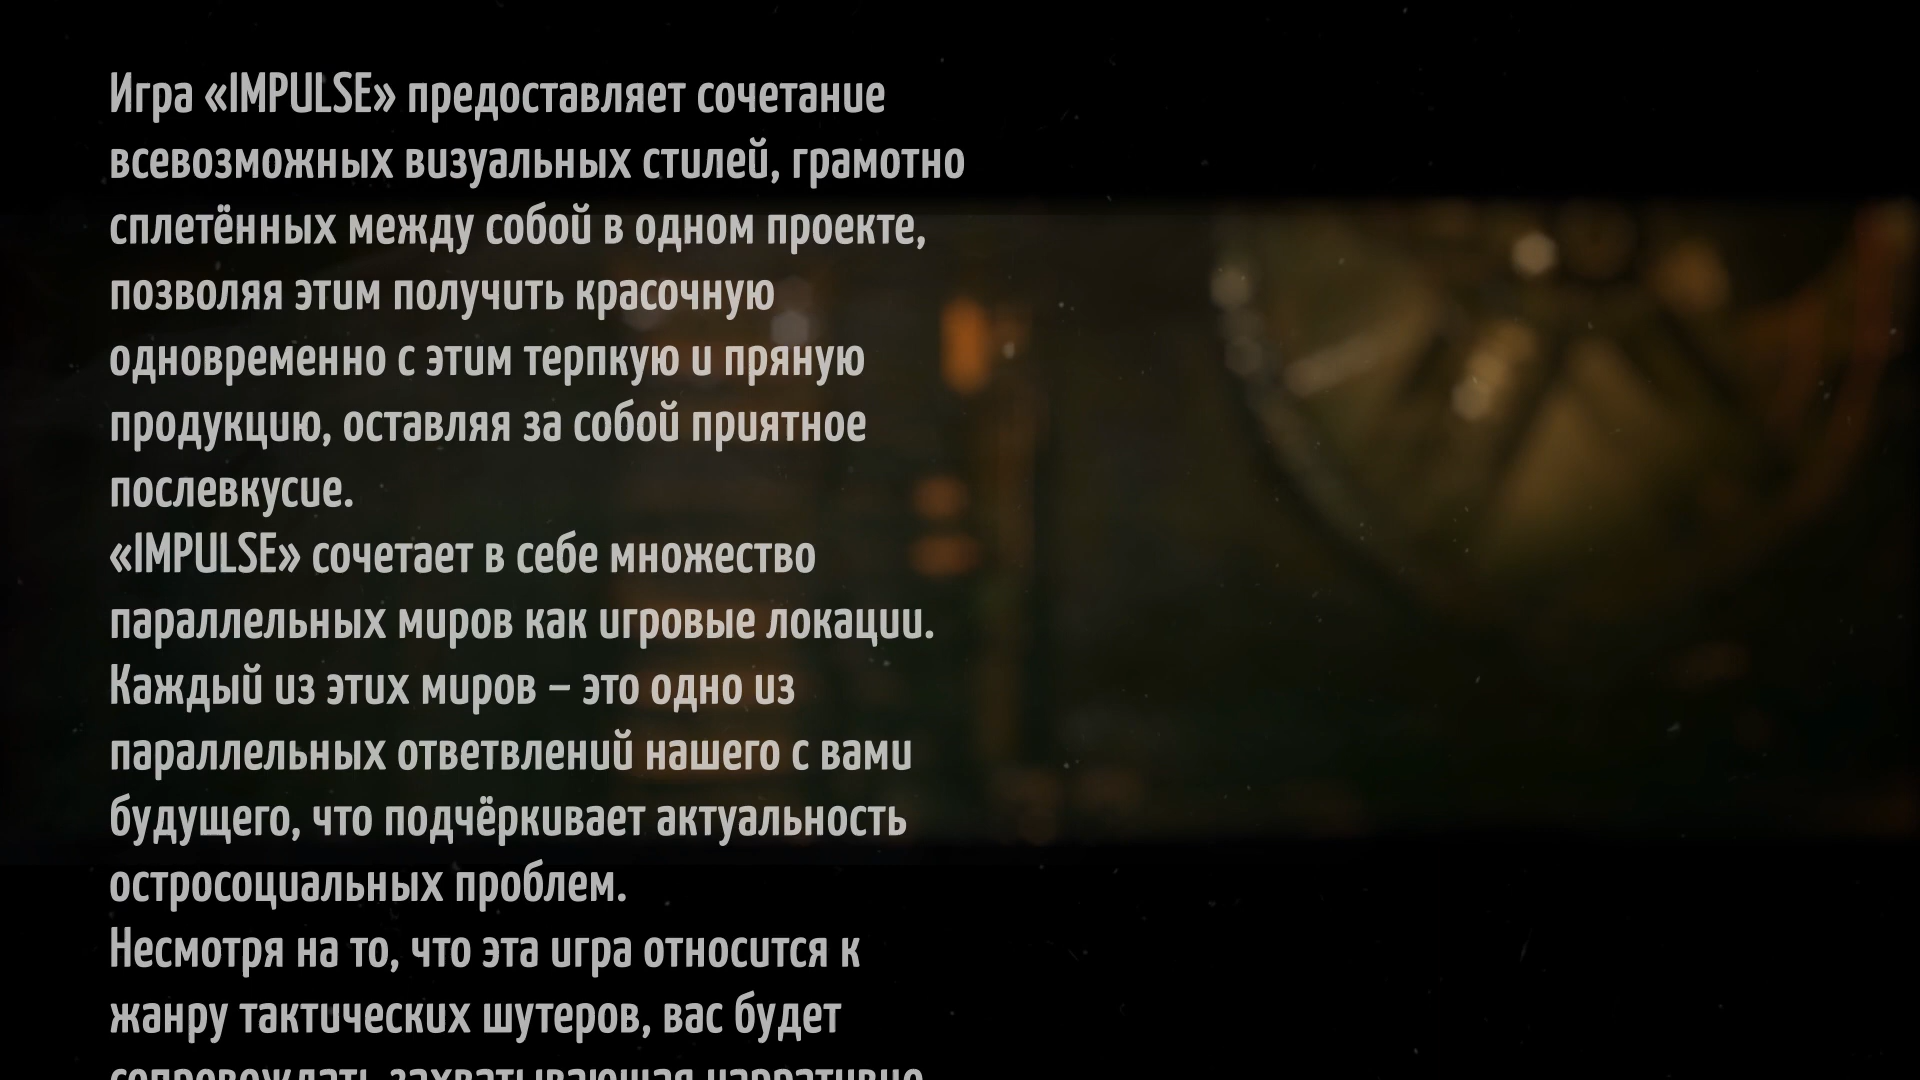 Игра «IMPULSE» предоставляет сочетание
всевозможных визуальных стилей, грамотно
сплетённых между собой в одном проекте,
позволяя этим получить красочную
одновременно с этим терпкую и пряную
продукцию, оставляя за собой приятное
послевкусие.
«IMPULSE» сочетает в себе множество
параллельных миров как игровые локации.
Каждый из этих миров – это одно из
параллельных ответвлений нашего с вами
будущего, что подчёркивает актуальность
остросоциальных проблем.
Несмотря на то, что эта игра относится к
жанру тактических шутеров, вас будет
сопровождать захватывающая нарративно